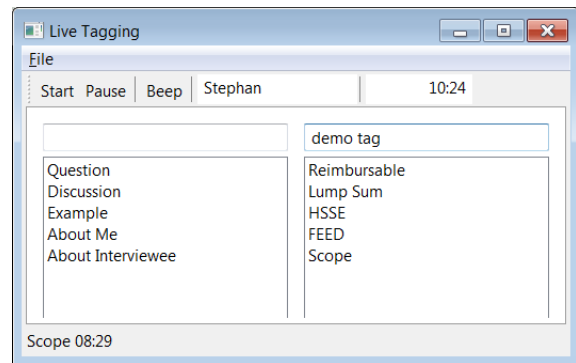 Live Tagging
File
Start Pause Beep Stephan 10:24
demo tag
Question
Discussion
Example
About Me
About Interviewee
Reimbursable
Lump Sum
HSSE
FEED
Scope
Scope 08:29